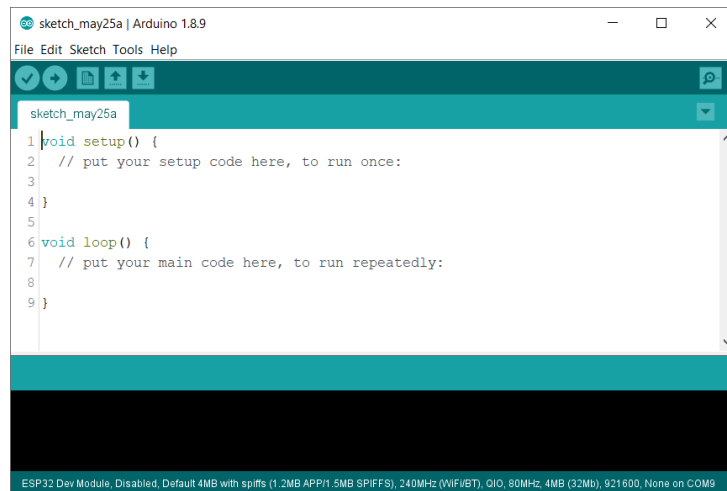 sketch_may25a | Arduino 1.8.9
File Edit Sketch Tools Help
sketch_may25a
1 void setup() {
2   // put your setup code here, to run once:
3
4 }
5
6 void loop() {
7   // put your main code here, to run repeatedly:
8
9 }
ESP32 Dev Module, Disabled, Default 4MB with spiffs (1.2MB APP/1.5MB SPIFFS), 240MHz (WiFi/BT), QIO, 80MHz, 4MB (32Mb), 921600, None on COM9